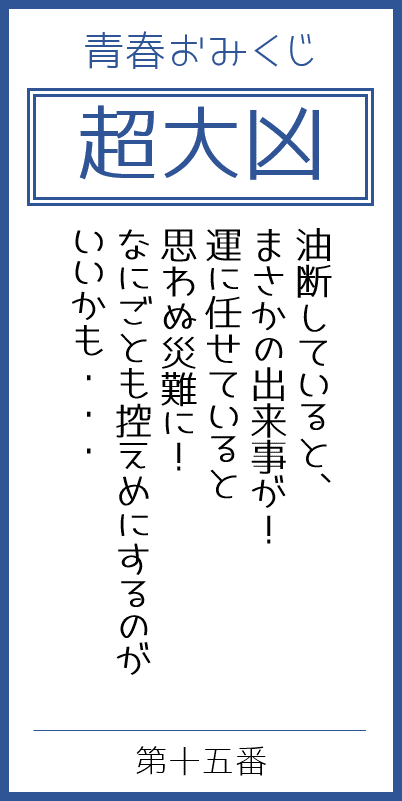 青春おみくじ
超大凶
油断していると、
まさかの出来事が！
運に任せていると
思わぬ災難に！
なにごとも控えめにするのが
いいかも・・・
第十五番